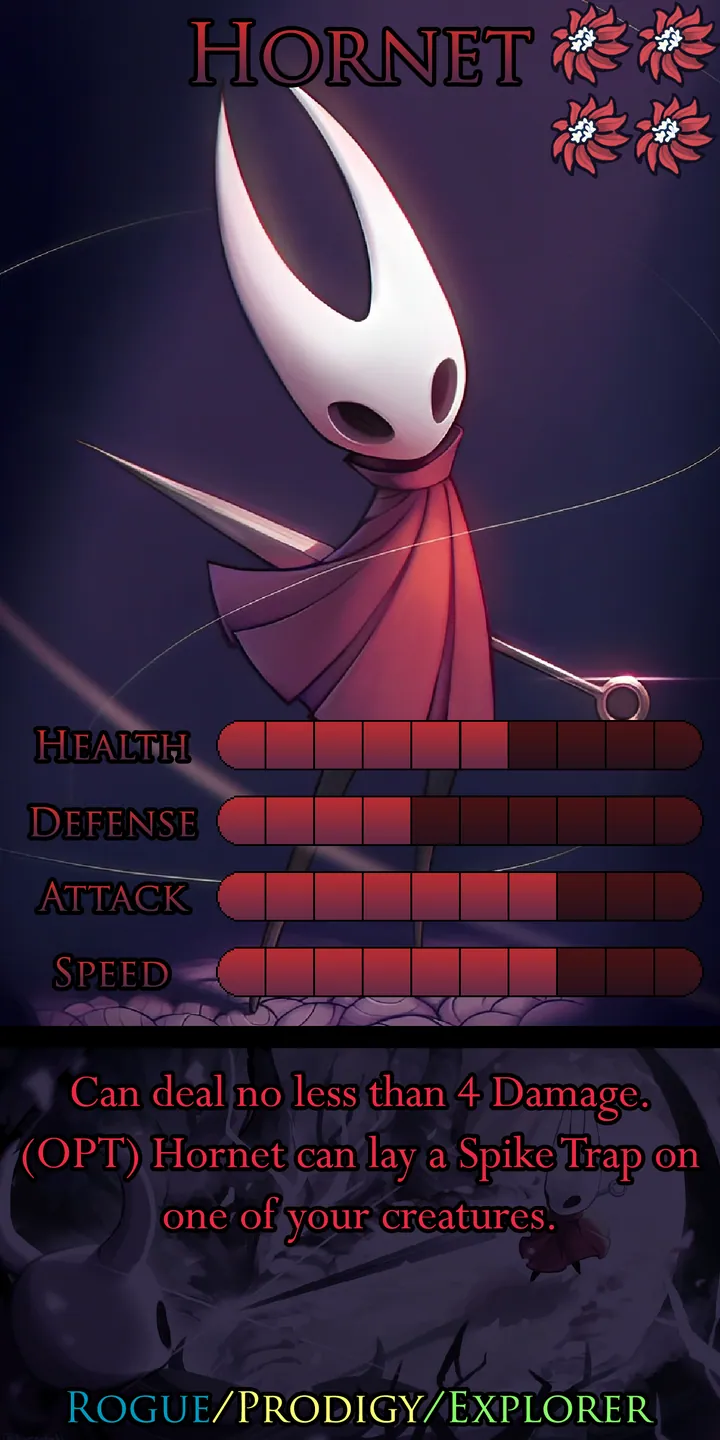 Hornet
Health
Defense
Attack
Speed
Can deal no less than 4 Damage.
(OPT) Hornet can lay a Spike Trap on
one of your creatures.
Rogue/Prodigy/Explorer